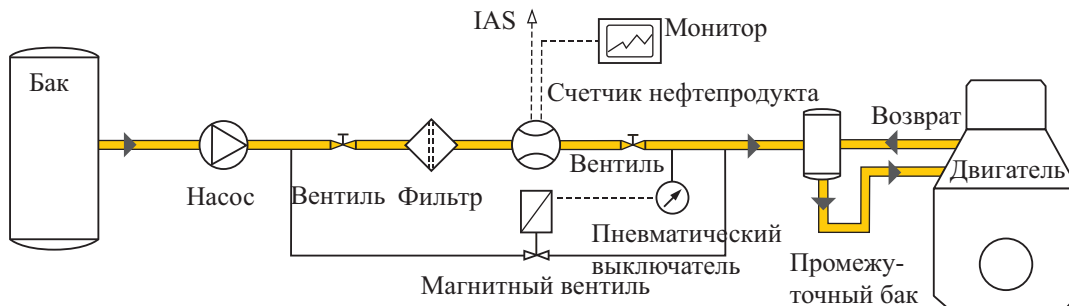 IAS
Монитор
Бак
Счетчик нефтепродукта
Возврат
Насос
Вентиль
Фильтр
Вентиль
Двигатель
Пневматический
выключатель
Магнитный вентиль
Промежу-
точный бак